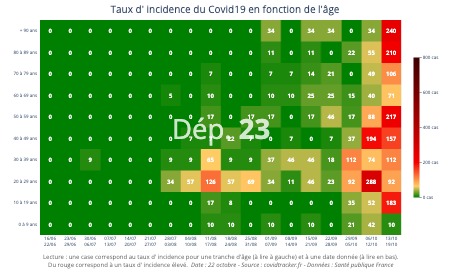 Taux d' incidence du Covid19 en fonction de l'âge
+ 90 ans 0 0 0 0 0 0 0 0 0 0 0 34 0 34 34 0 34 240
80 à 89 ans 0 0 0 0 0 0 0 0 0 0 0 11 0 11 0 22 55 210
70 à 79 ans 0 0 0 0 0 0 0 0 7 0 0 7 7 14 21 0 49 106
60 à 69 ans 0 0 0 0 0 0 5 0 10 0 0 10 10 25 25 15 40 71
50 à 59 ans 0 0 0 0 0 0 0 0 17 0 17 17 0 17 46 17 86 217
Dép. 23
40 à 49 ans 0 0 0 0 0 0 0 7 22 0 7 0 7 37 194 157
30 à 39 ans 0 0 9 0 0 0 9 9 65 9 9 37 46 46 18 112 74 112
20 à 29 ans 0 0 0 0 0 0 34 57 126 57 69 34 11 46 23 92 288 92
10 à 19 ans 0 0 0 0 0 0 0 0 17 8 0 0 0 0 0 35 52 183
0 à 9 ans 0 0 0 0 0 0 0 0 10 10 0 10 10 0 0 21 42 10
16/06 23/06 30/06 07/07 14/07 21/07 28/07 04/08 11/08 18/08 25/08 01/09 08/09 15/09 22/09 29/09 06/10 13/10
22/06 29/06 06/07 13/07 20/07 27/07 03/08 10/08 17/08 24/08 31/08 07/09 14/09 21/09 28/09 05/10 12/10 19/10
800 cas
600 cas
400 cas
200 cas
0 cas
Lecture : une case correspond au taux d' incidence pour une tranche d'âge (à lire à gauche) et à une date donnée (à lire en bas).
Du rouge correspond à un taux d' incidence élevé. Date : 22 octobre - Source : covidtracker.fr - Données : Santé publique France